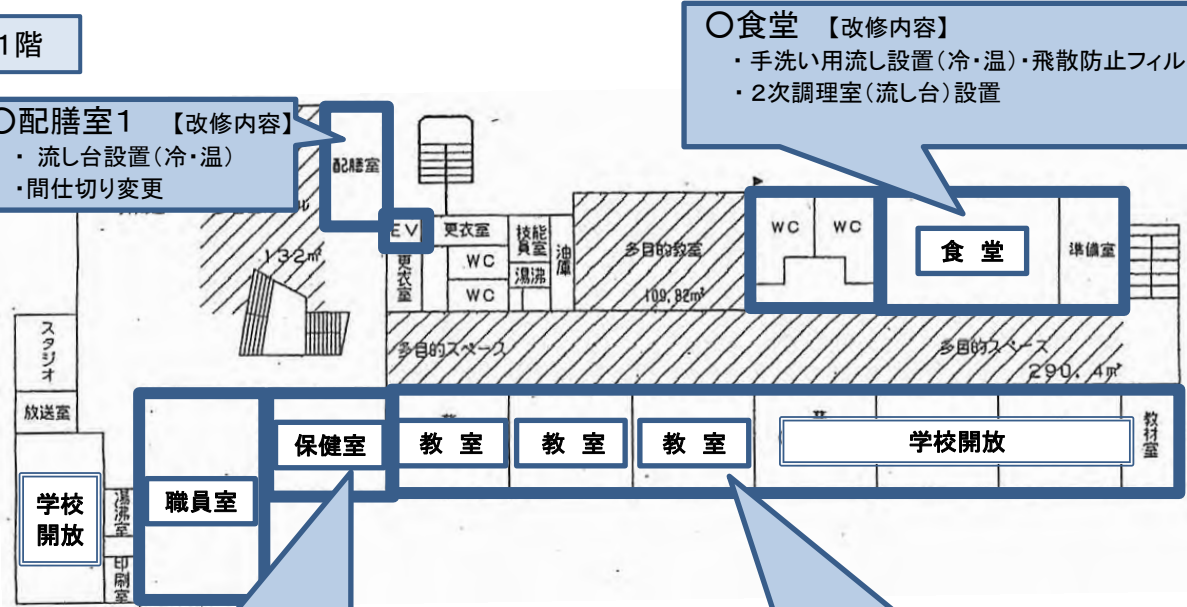 1階
〇食堂 【改修内容】
・手洗い用流し設置(冷・温)・飛散防止フィル
・2次調理室(流し台)設置
〇配膳室1 【改修内容】
・ 流し台設置(冷・温)
・間仕切り変更
配膳室
ル
132㎡
EV
更衣室
更衣室
WC
WC
技能員室
湯沸
油庫
多目的教室
109.82㎡
WC
WC
食 堂
準備室
多目的スペース
多目的スペース
290.4㎡
スタジオ
放送室
学校
開放
湯沸室
印刷室
職員室
保健室
教 室
教 室
教 室
学校開放
教材室